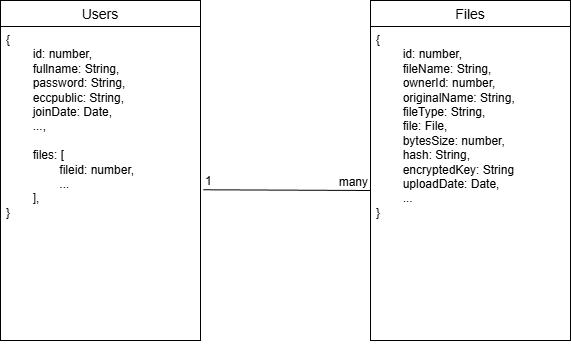 Users
{
id: number,
fullname: String,
password: String,
eccpublic: String,
joinDate: Date,
...,
files: [
fileid: number,
...
],
}
1
many
Files
{
id: number,
fileName: String,
ownerId: number,
originalName: String,
fileType: String,
file: File,
bytesSize: number,
hash: String,
encryptedKey: String
uploadDate: Date,
...
}